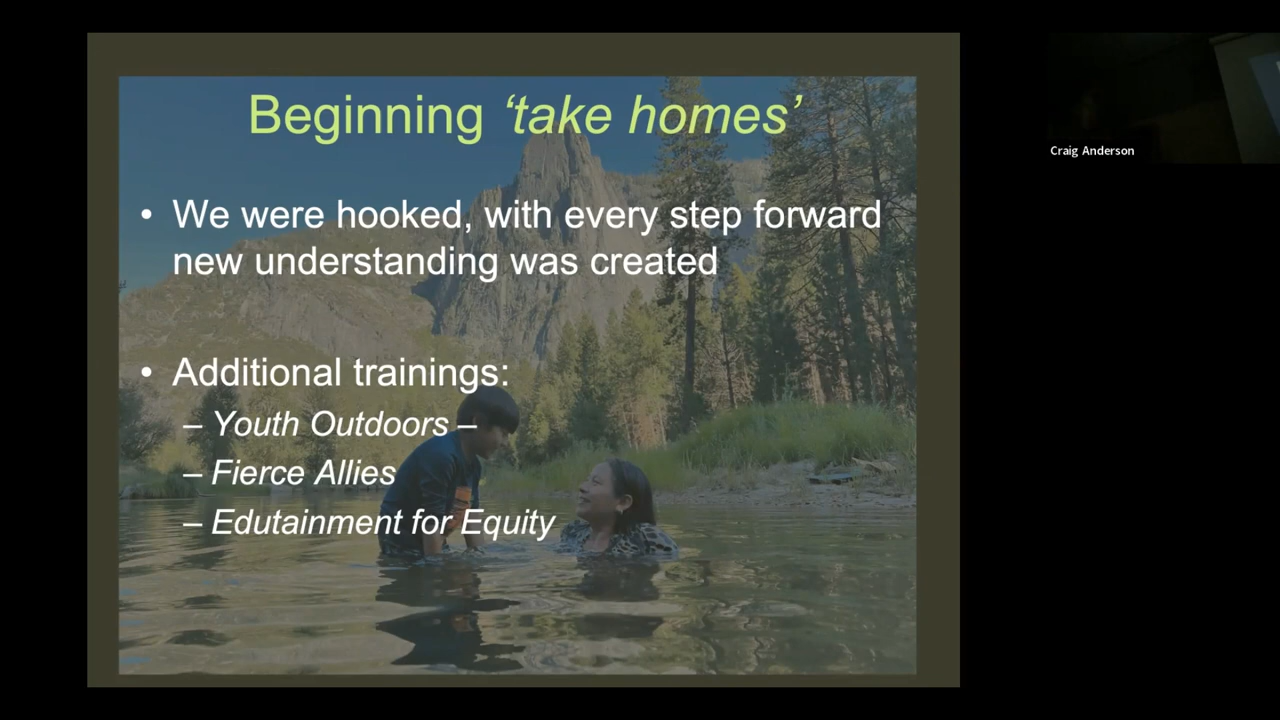 Beginning ‘take homes’
• We were hooked, with every step forward
new understanding was created
• Additional trainings:
– Youth Outdoors –
– Fierce Allies
– Edutainment for Equity
Craig Anderson